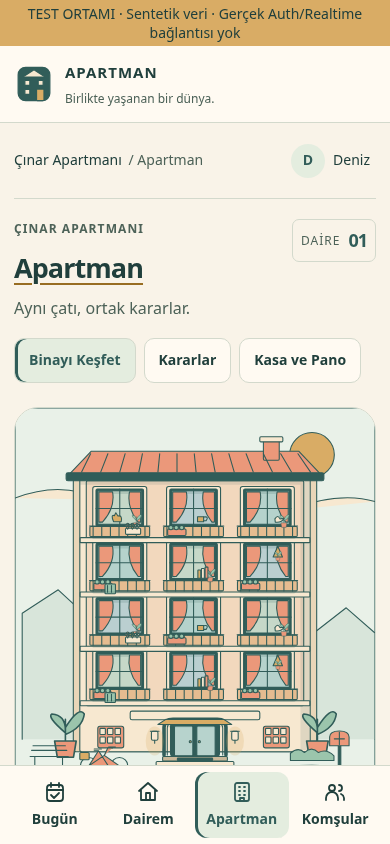 TEST ORTAMI · Sentetik veri · Gerçek Auth/Realtime
bağlantısı yok
APARTMAN
Birlikte yaşanan bir dünya.
Çınar Apartmanı / Apartman
D Deniz
ÇINAR APARTMANI
DAİRE 01
Apartman
Aynı çatı, ortak kararlar.
Binayı Keşfet
Kararlar
Kasa ve Pano
Bugün
Dairem
Apartman
Komşular